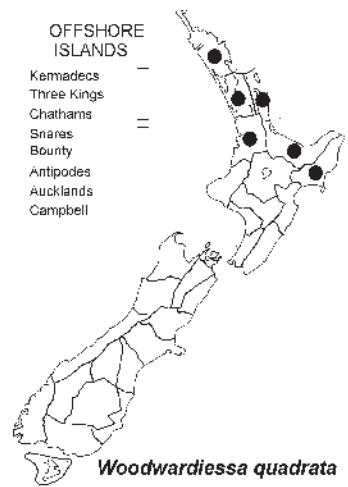 OFFSHORE
ISLANDS
Kermadecs
Three Kings
Chathams
Snares
Bounty
Antipodes
Aucklands
Campbell
Woodwardiessa quadrata